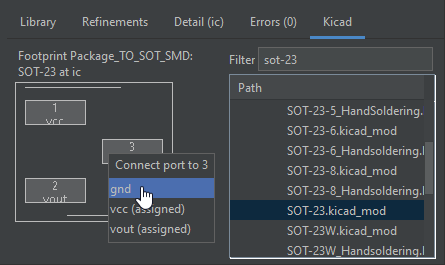 Library Refinements Detail (ic) Errors (0) Kicad
Footprint Package_TO_SOT_SMD:
SOT-23 at ic
Filter sot-23
Path
1
vcc
3
2
vout
Connect port to 3
gnd
vcc (assigned)
vout (assigned)
SOT-23-5_HandSoldering.
SOT-23-6.kicad_mod
SOT-23-6_Handsoldering.
SOT-23-8.kicad_mod
SOT-23-8_Handsoldering.
SOT-23.kicad_mod
SOT-23W.kicad_mod
SOT-23W_Handsoldering.